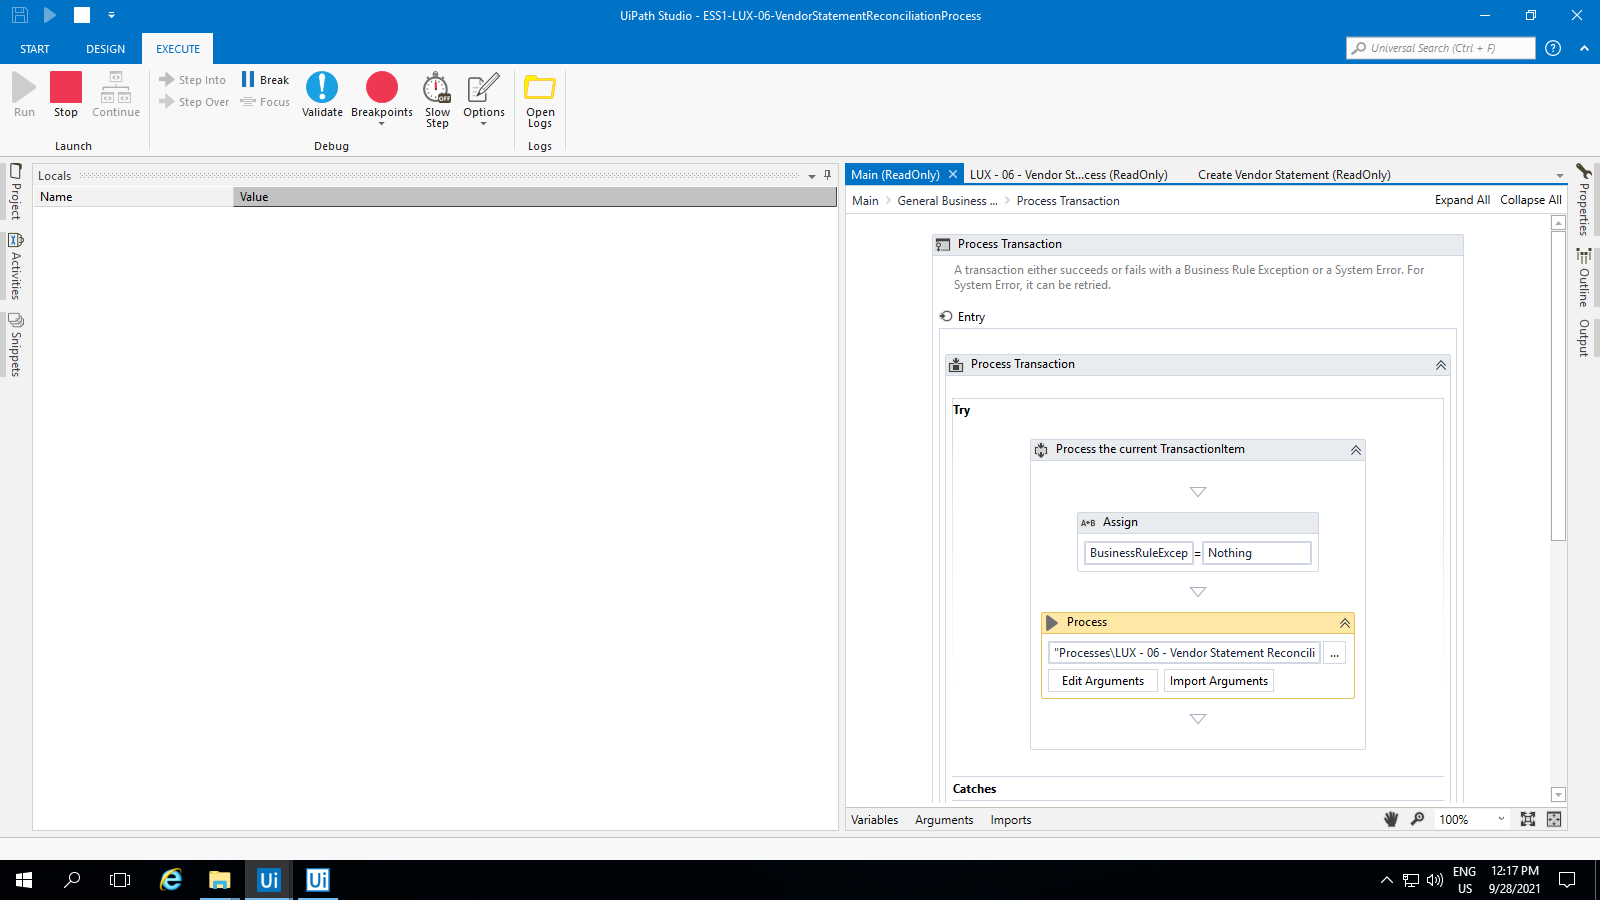 UiPath Studio - ESS1-LUX-06-VendorStatementReconciliationProcess
START
DESIGN
EXECUTE
Universal Search (Ctrl + F)
?
Run
Stop
Continue
Launch
Step Into
Step Over
Break
Focus
Validate
Breakpoints
Slow
Step
OFF
Options
Debug
Open
Logs
Logs
Project
Activities
Snippets
Locals
Name
Value
Main (ReadOnly)
LUX - 06 - Vendor St...cess (ReadOnly)
Create Vendor Statement (ReadOnly)
Main
General Business ...
Process Transaction
Expand All
Collapse All
Process Transaction
A transaction either succeeds or fails with a Business Rule Exception or a System Error. For
System Error, it can be retried.
Entry
Process Transaction
Try
Process the current TransactionItem
A+B Assign
BusinessRuleExcep = Nothing
Process
"Processes\LUX - 06 - Vendor Statement Reconcili
...
Edit Arguments
Import Arguments
Catches
Variables
Arguments
Imports
100%
Properties
Outline
Output
Ui
Ui
ENG
US
12:17 PM
9/28/2021